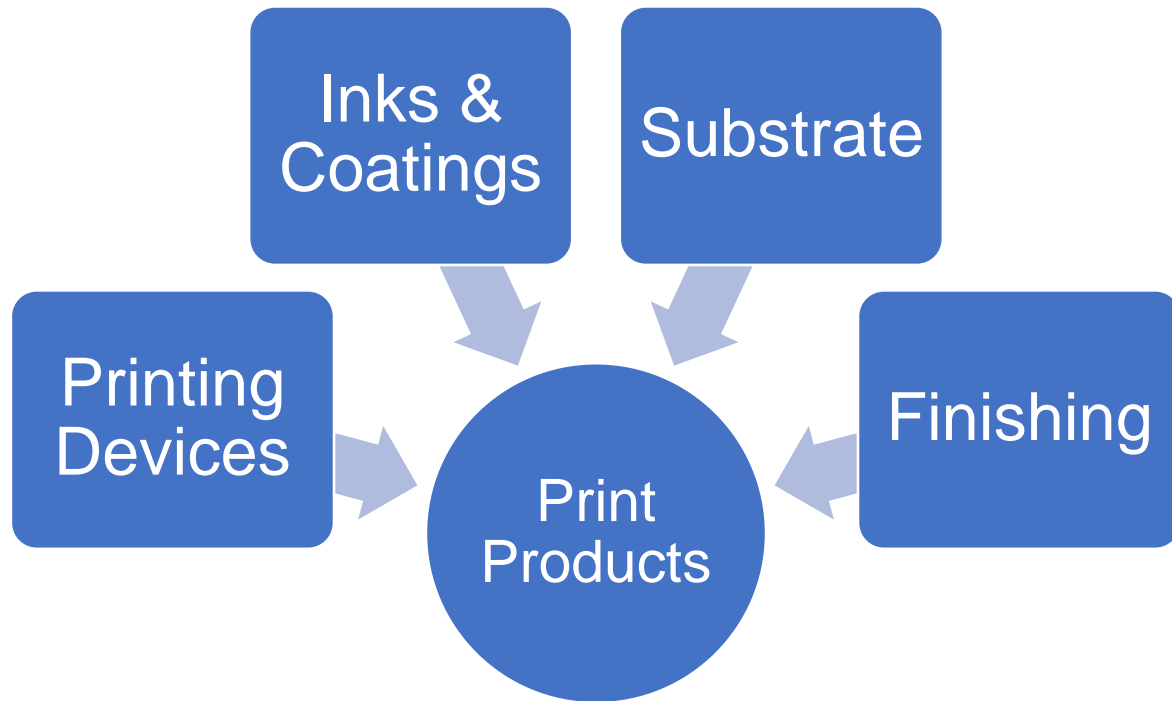 Inks &
Coatings
Substrate
Printing
Devices
Finishing
Print
Products